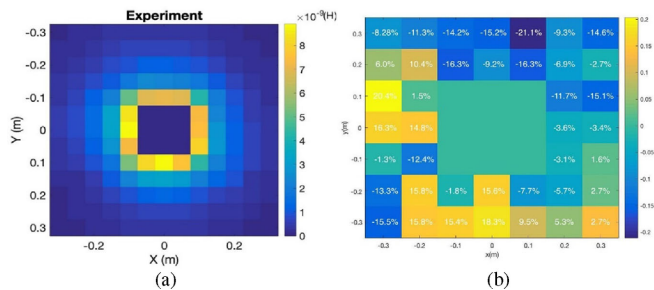 Experiment
×10⁻⁹(H)
-0.3
-0.2
-0.1
0
0.1
0.2
0.3
Y (m)
-0.2 0 0.2
X (m)
8
7
6
5
4
3
2
1
0
(a)
0.3
0.2
0.1
0
-0.1
-0.2
-0.3
y(m)
-8.28% -11.3% -14.2% -15.2% -21.1% -9.3% -14.6%
6.0% 10.4% -16.3% -9.2% -16.3% -6.9% -2.7%
1.5% -11.7% -15.1%
14.8% -3.6% -3.4%
-1.3% -12.4% -3.1% 1.6%
-13.3% 15.8% -1.8% 15.6% -7.7% -5.7% 2.7%
-15.5% 15.8% 15.4% 18.3% 9.5% 5.3% 2.7%
-0.3 -0.2 -0.1 0 0.1 0.2 0.3
x(m)
0.2
0.15
0.1
0.05
0
-0.05
-0.1
-0.15
-0.2
(b)